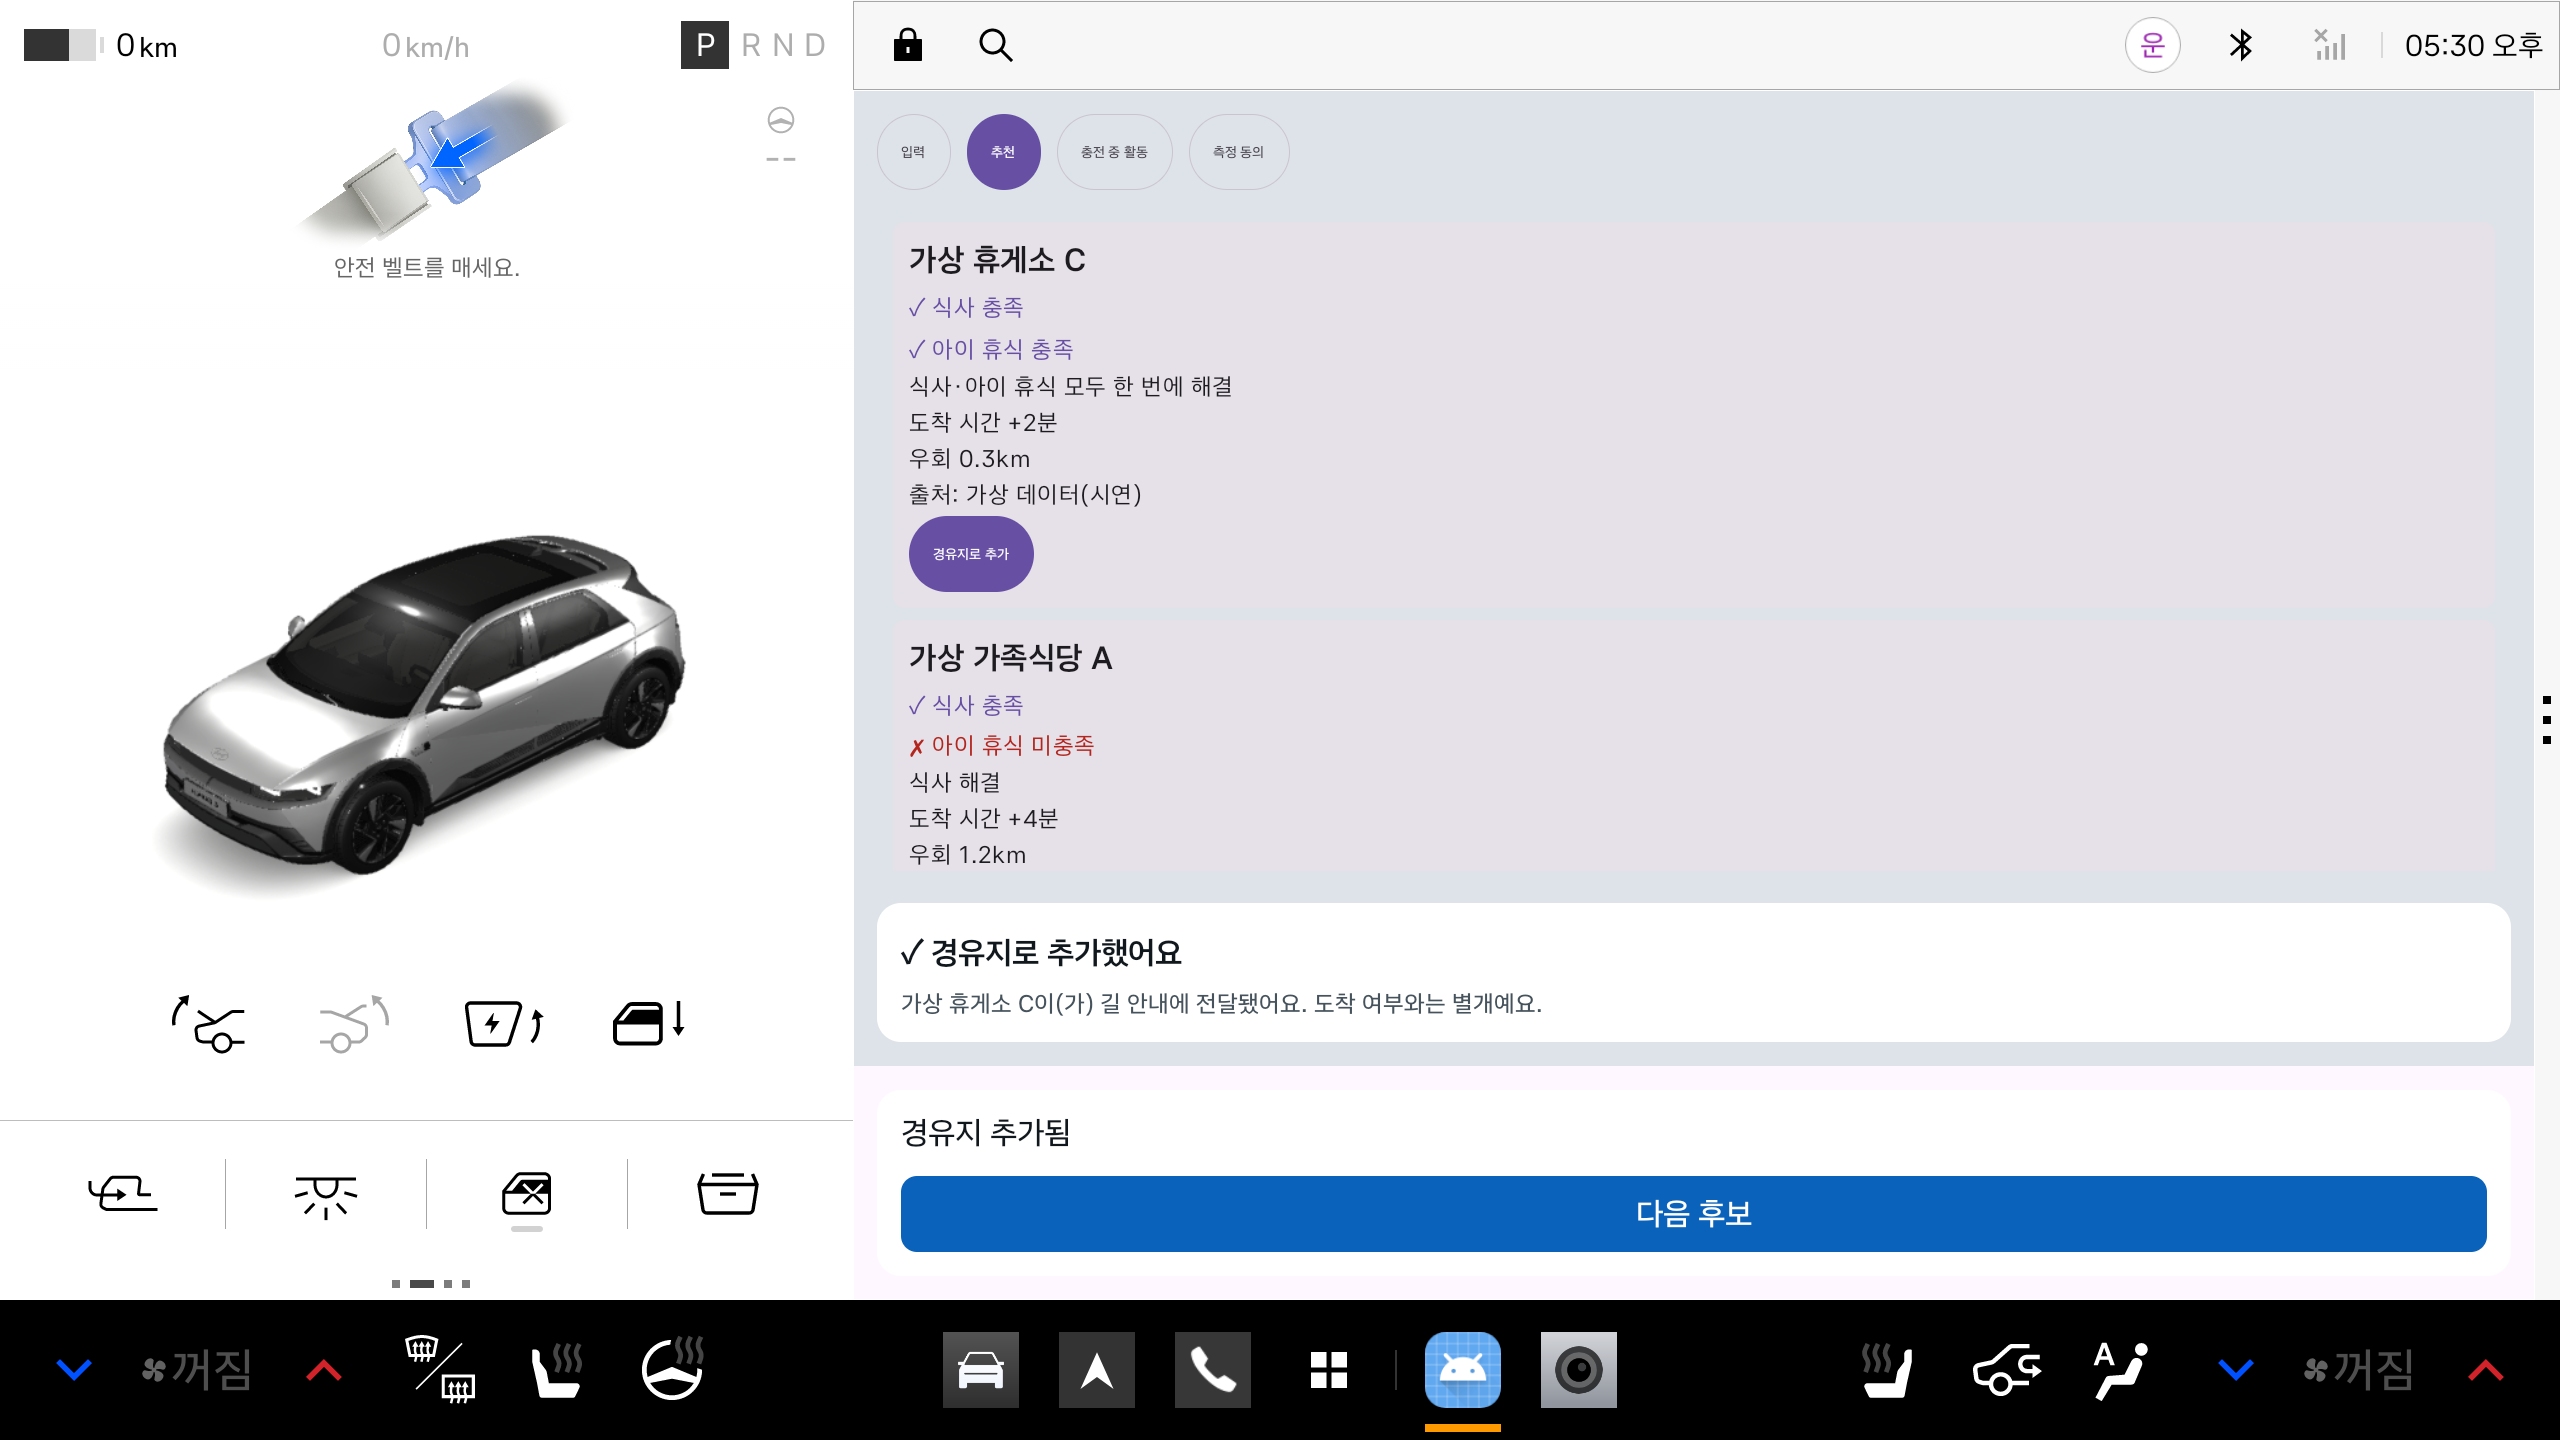 0 km
0 km/h
P R N D
안전 벨트를 매세요.
운
05:30 오후
입력
추천
충전 중 활동
측정 동의
가상 휴게소 C
✓ 식사 충족
✓ 아이 휴식 충족
식사·아이 휴식 모두 한 번에 해결
도착 시간 +2분
우회 0.3km
출처: 가상 데이터(시연)
경유지로 추가
가상 가족식당 A
✓ 식사 충족
✗ 아이 휴식 미충족
식사 해결
도착 시간 +4분
우회 1.2km
✓ 경유지로 추가했어요
가상 휴게소 C이(가) 길 안내에 전달됐어요. 도착 여부와는 별개예요.
경유지 추가됨
다음 후보
꺼짐
A
꺼짐